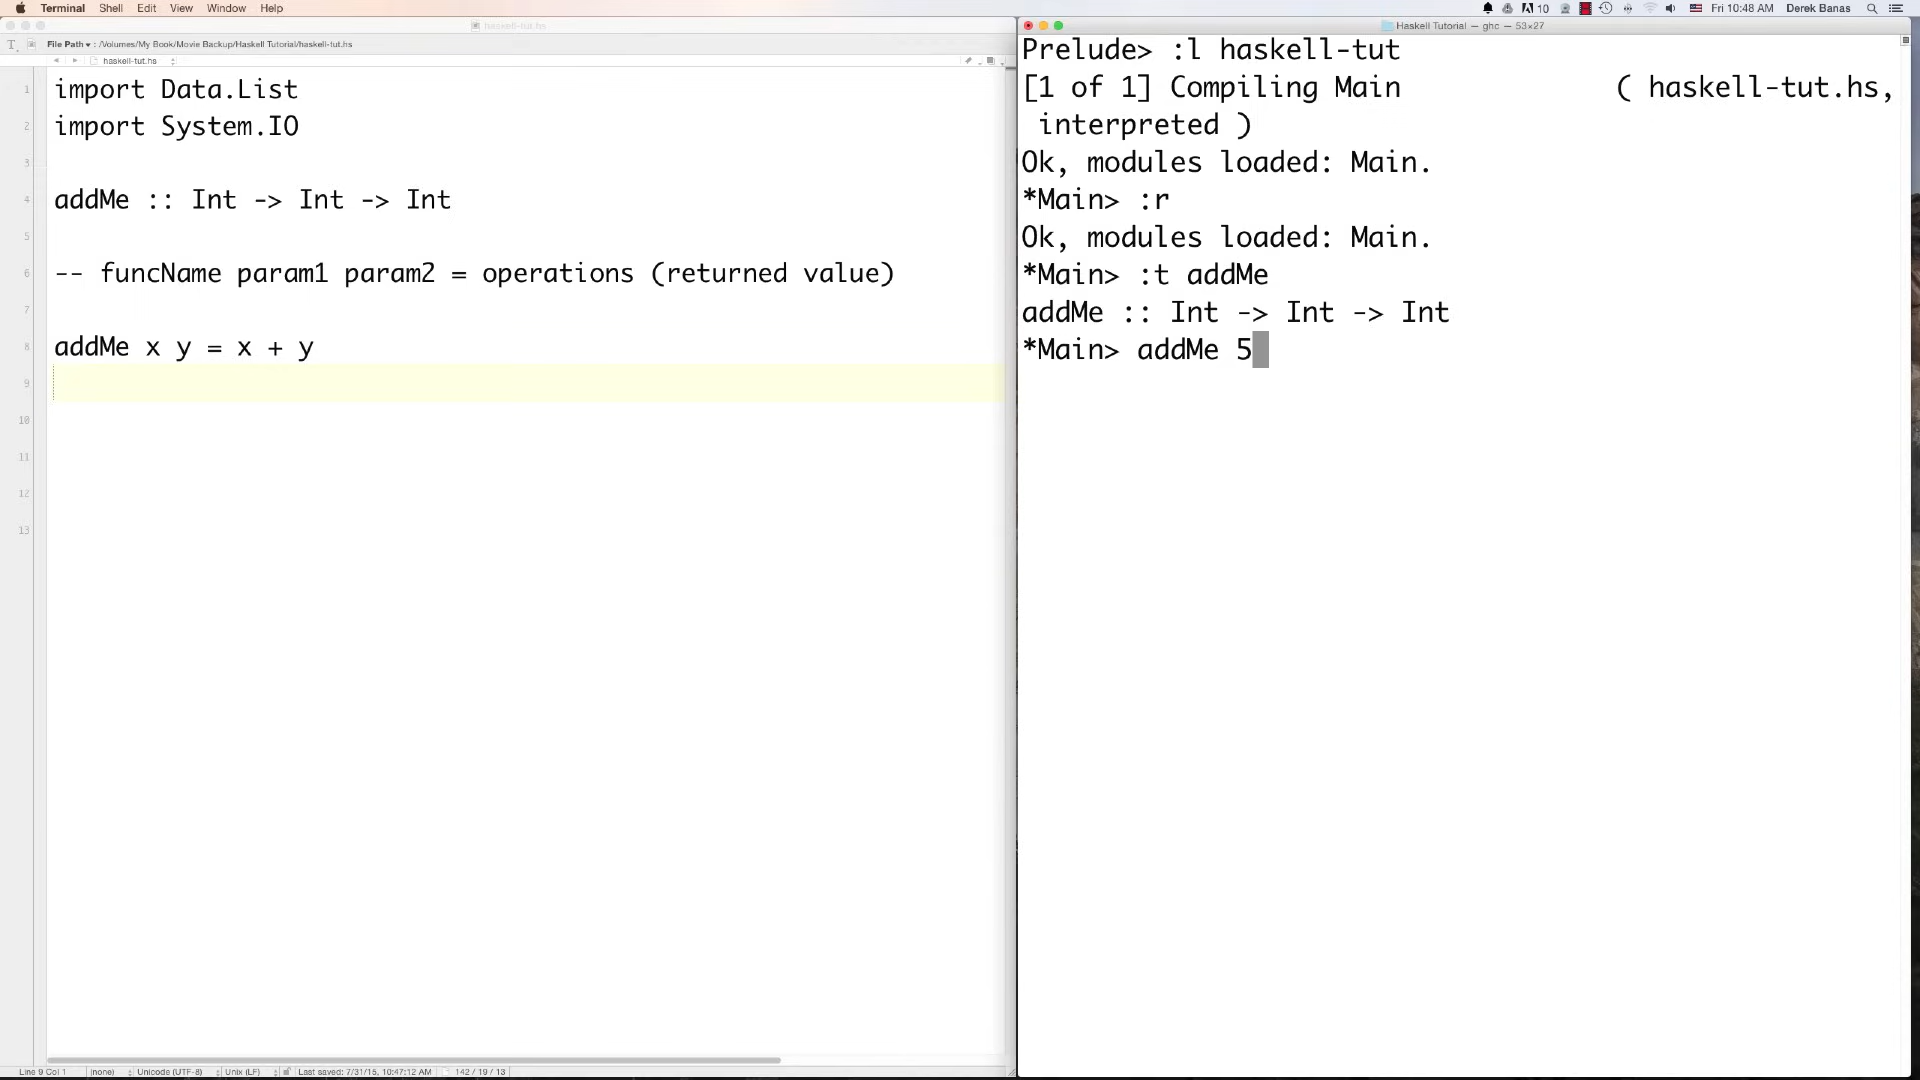 Terminal Shell Edit View Window Help
10 Fri 10:48 AM Derek Banas
haskell-tut.hs
File Path ▾ : /Volumes/My Book/Movie Backup/Haskell Tutorial/haskell-tut.hs
haskell-tut.hs
1 import Data.List
2 import System.IO
3
4 addMe :: Int -> Int -> Int
5
6 -- funcName param1 param2 = operations (returned value)
7
8 addMe x y = x + y
9
10
11
12
13
Line 9 Col 1 (none) Unicode (UTF-8) Unix (LF) Last saved: 7/31/15, 10:47:12 AM 142 / 19 / 13
Haskell Tutorial — ghc — 53×27
Prelude> :l haskell-tut
[1 of 1] Compiling Main ( haskell-tut.hs,
interpreted )
Ok, modules loaded: Main.
*Main> :r
Ok, modules loaded: Main.
*Main> :t addMe
addMe :: Int -> Int -> Int
*Main> addMe 5